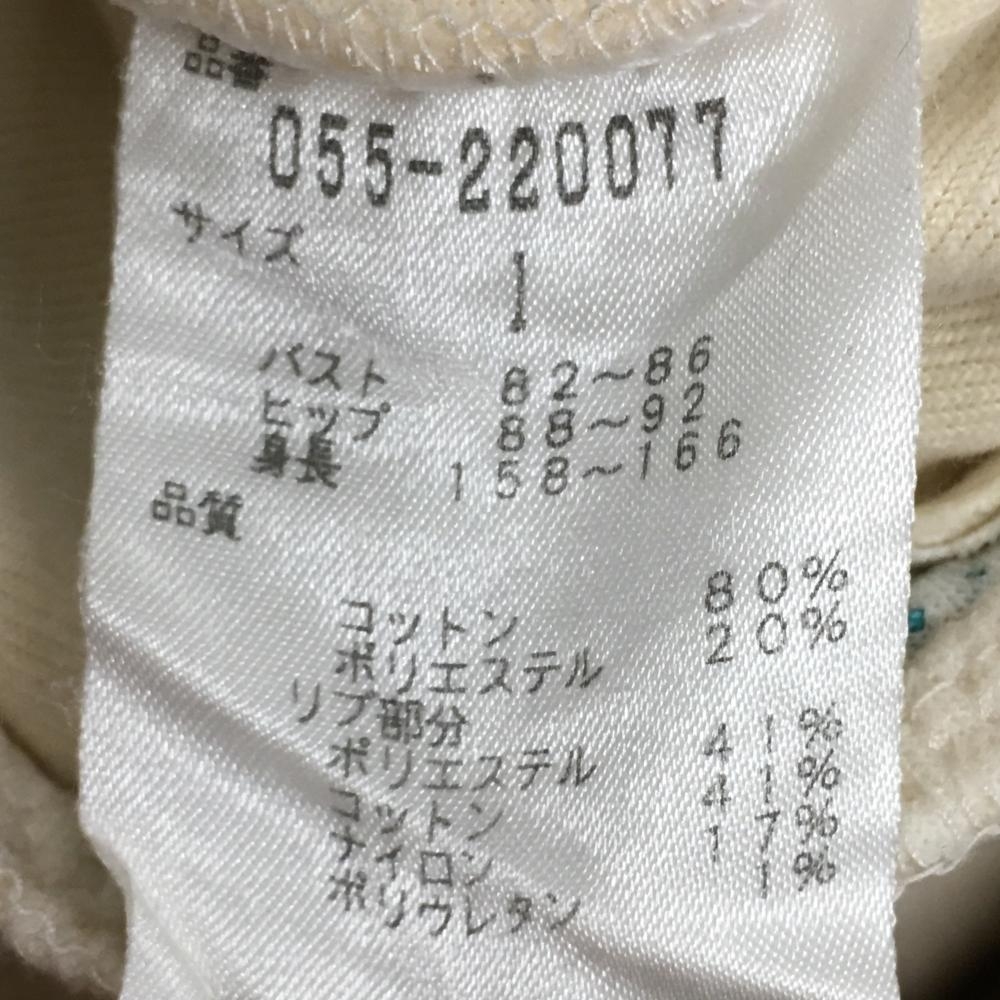 品番
055-220077
サイズ
1
バスト 82～86
ヒップ 88～92
身長 158～166
品質
コットン 80%
ポリエステル 20%
リブ部分
ポリエステル 41%
コットン 41%
ナイロン 17%
ポリウレタン 1%